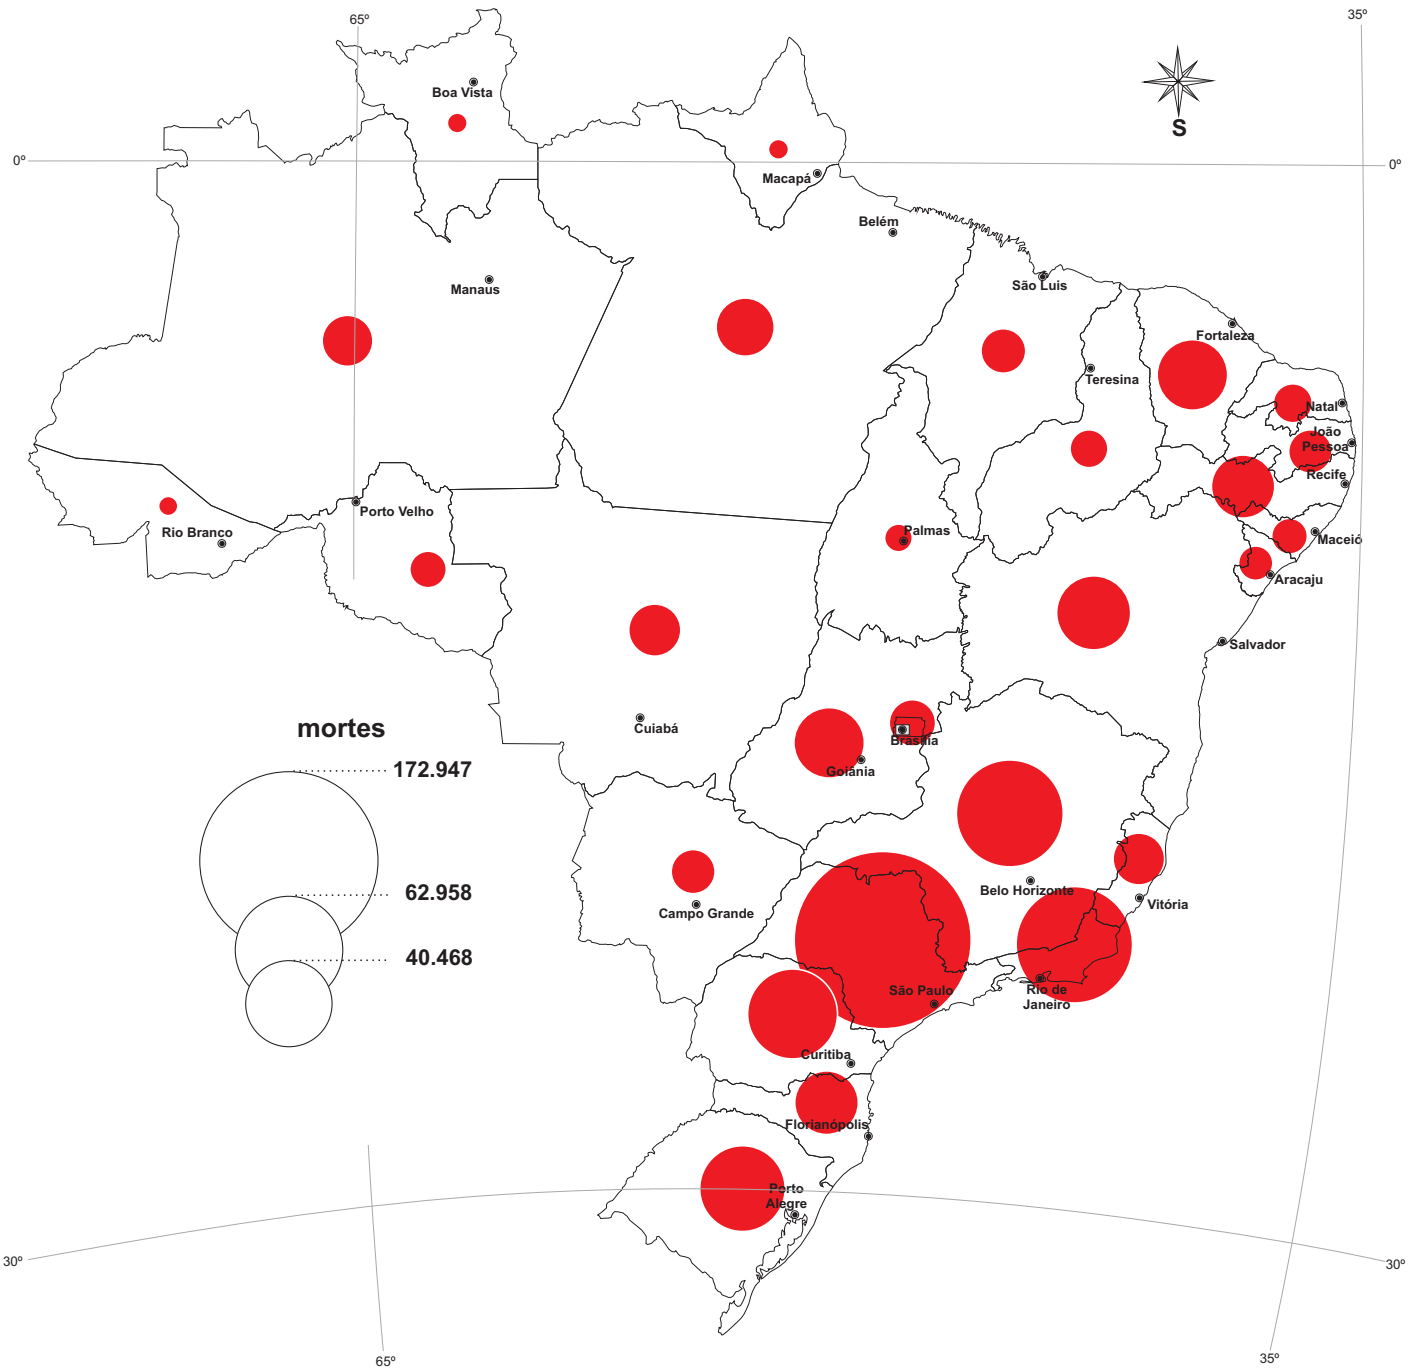 65º
35º
Boa Vista
S
0º
0º
Macapá
Belém
Manaus
São Luis
Fortaleza
Teresina
Natal
João
Pessoa
Recife
Porto Velho
Rio Branco
Palmas
Maceió
Aracaju
Salvador
Cuiabá
mortes
Brasília
Goiânia
172.947
62.958
Belo Horizonte
Vitória
Campo Grande
40.468
São Paulo
Rio de
Janeiro
Curitiba
Florianópolis
Porto
Alegre
30º
30º
65º
35º